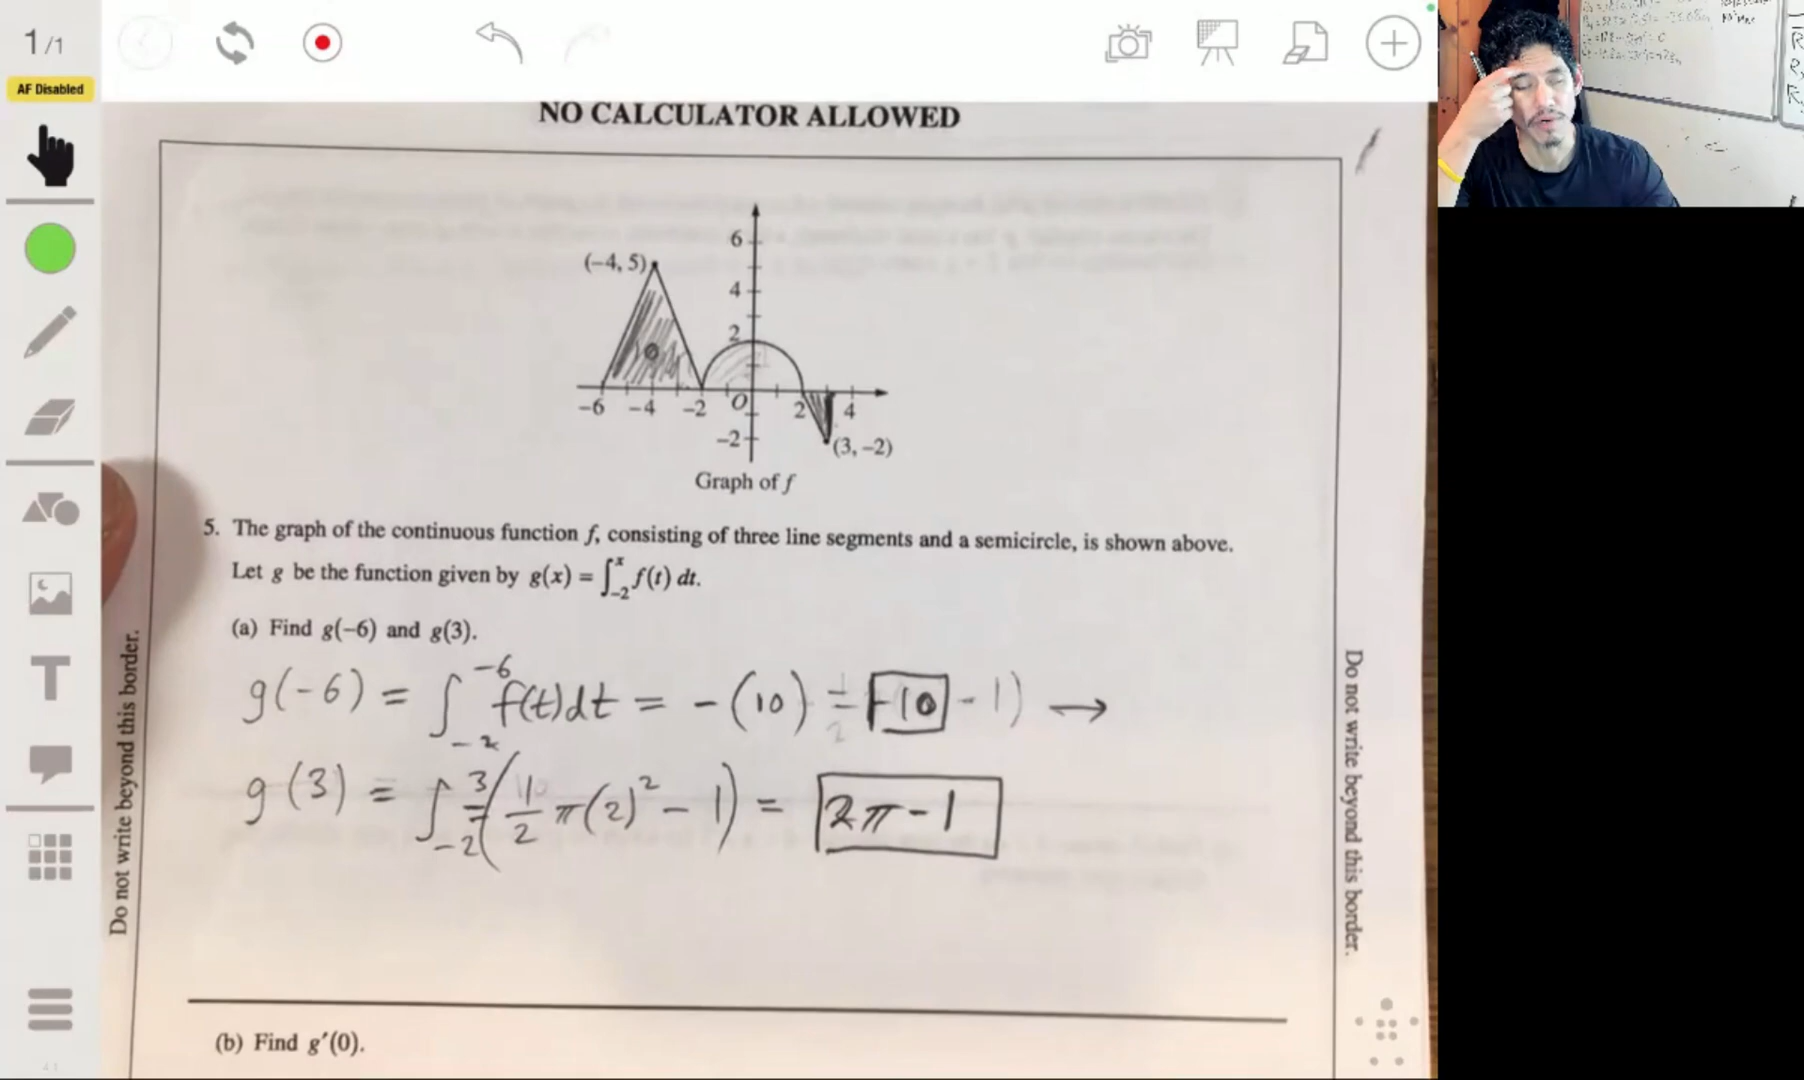 1/1
AF Disabled
NO CALCULATOR ALLOWED
6
(−4, 5)
4
2
−6 −4 −2 O 2 4
−2
(3, −2)
Graph of f
5. The graph of the continuous function f, consisting of three line segments and a semicircle, is shown above.
Let g be the function given by g(x) = ∫₋₂ˣ f(t) dt.
(a) Find g(−6) and g(3).
g(-6) = ∫₋₂⁻⁶ f(t)dt = -(10) = -10 - 1) →
g(3) = ∫₋₂³ = (1/2 π(2)² - 1) = 2π - 1
(b) Find g′(0).
Do not write beyond this border.
Do not write beyond this border.
T